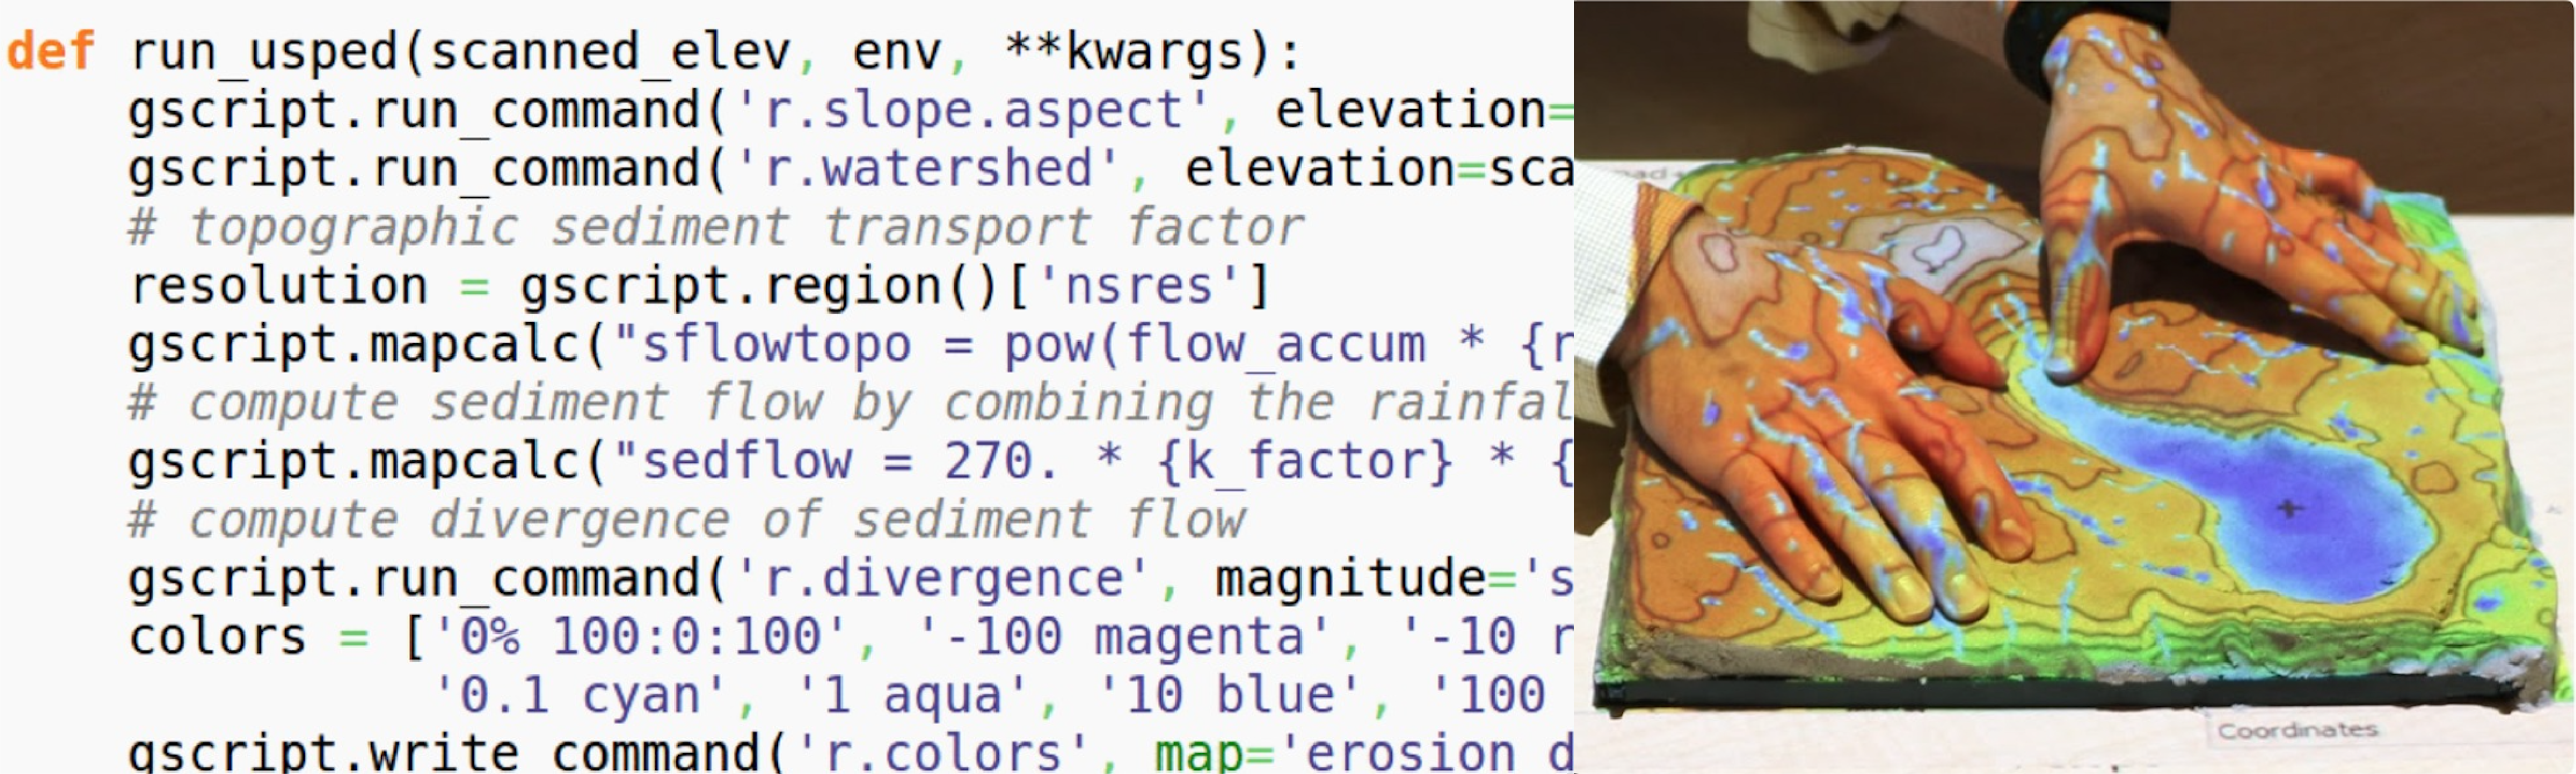 def run_usped(scanned_elev, env, **kwargs):
    gscript.run_command('r.slope.aspect', elevation=
    gscript.run_command('r.watershed', elevation=sca
    # topographic sediment transport factor
    resolution = gscript.region()['nsres']
    gscript.mapcalc("sflowtopo = pow(flow_accum * {r
    # compute sediment flow by combining the rainfal
    gscript.mapcalc("sedflow = 270. * {k_factor} * {
    # compute divergence of sediment flow
    gscript.run_command('r.divergence', magnitude='s
    colors = ['0% 100:0:100', '-100 magenta', '-10 r
              '0.1 cyan', '1 aqua', '10 blue', '100
    gscript.write_command('r.colors', map='erosion_d
Coordinates